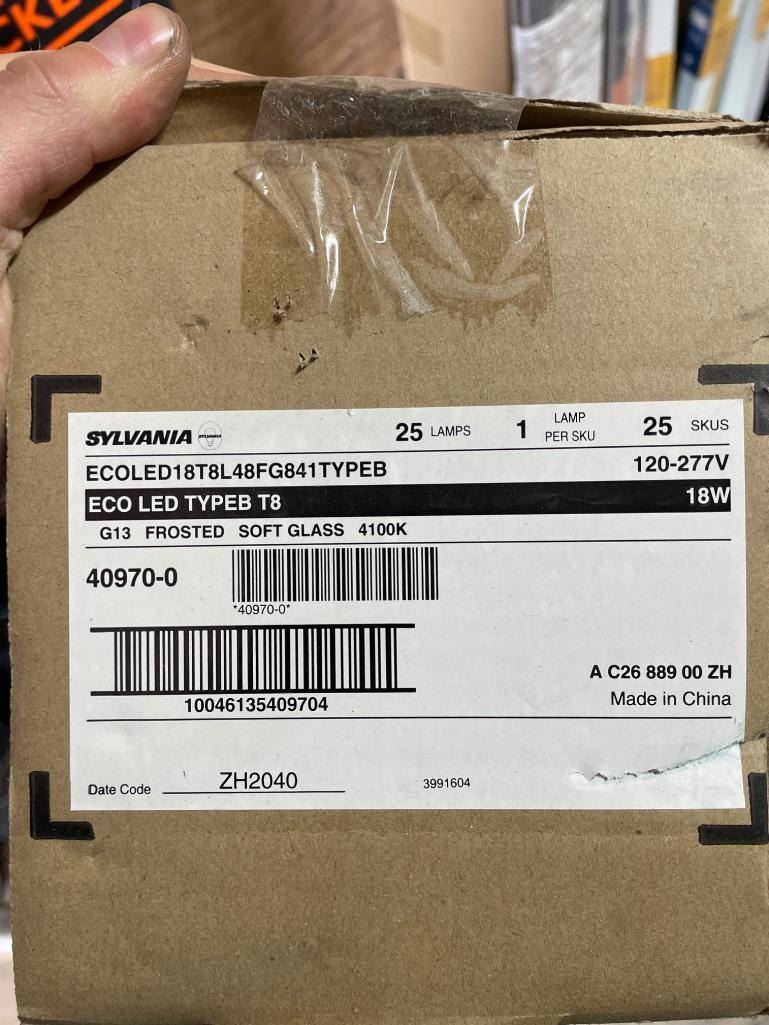 CKE
SYLVANIA SYLVANIA 25 LAMPS 1 LAMP PER SKU 25 SKUS
ECOLED18T8L48FG841TYPEB 120-277V
ECO LED TYPEB T8 18W
G13 FROSTED SOFT GLASS 4100K
40970-0
*40970-0*
10046135409704
A C26 889 00 ZH
Made in China
Date Code ZH2040 3991604